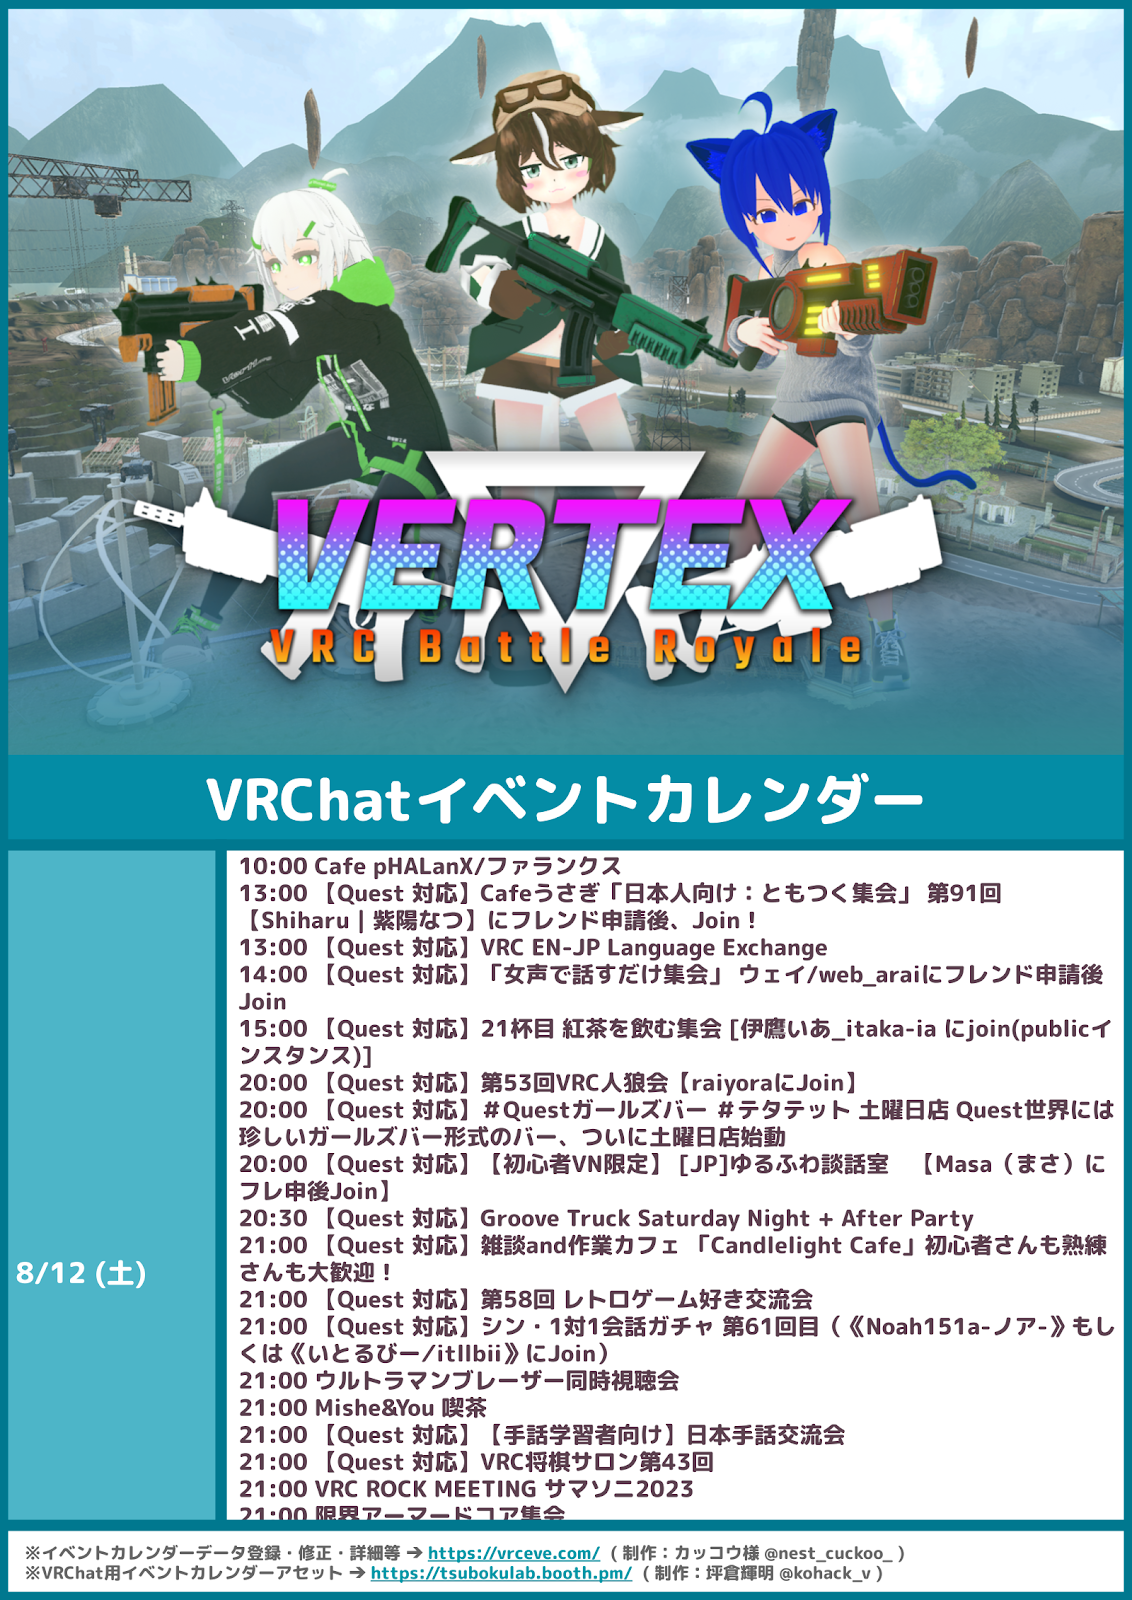 VERTEX
VRC Battle Royale
VRChatイベントカレンダー
8/12 (土)
10:00 Cafe pHALanX/ファランクス
13:00 【Quest 対応】Cafeうさぎ「日本人向け：ともつく集会」 第91回
【Shiharu | 紫陽なつ】にフレンド申請後、Join！
13:00 【Quest 対応】VRC EN-JP Language Exchange
14:00 【Quest 対応】「女声で話すだけ集会」 ウェイ/web_araiにフレンド申請後
Join
15:00 【Quest 対応】21杯目 紅茶を飲む集会 [伊鷹いあ_itaka-ia にjoin(publicイ
ンスタンス)]
20:00 【Quest 対応】第53回VRC人狼会【raiyoraにJoin】
20:00 【Quest 対応】＃Questガールズバー ＃テタテット 土曜日店 Quest世界には
珍しいガールズバー形式のバー、ついに土曜日店始動
20:00 【Quest 対応】【初心者VN限定】 [JP]ゆるふわ談話室　【Masa（まさ）に
フレ申後Join】
20:30 【Quest 対応】Groove Truck Saturday Night + After Party
21:00 【Quest 対応】雑談and作業カフェ 「Candlelight Cafe」初心者さんも熟練
さんも大歓迎！
21:00 【Quest 対応】第58回 レトロゲーム好き交流会
21:00 【Quest 対応】シン・1対1会話ガチャ 第61回目（《Noah151a-ノア-》もし
くは《いとるびー/itllbii》にJoin）
21:00 ウルトラマンブレーザー同時視聴会
21:00 Mishe&You 喫茶
21:00 【Quest 対応】【手話学習者向け】日本手話交流会
21:00 【Quest 対応】VRC将棋サロン第43回
21:00 VRC ROCK MEETING サマソニ2023
21:00 限界アーマードコア集会
※イベントカレンダーデータ登録・修正・詳細等 ➔ https://vrceve.com/ ( 制作：カッコウ様 @nest_cuckoo_ )
※VRChat用イベントカレンダーアセット ➔ https://tsubokulab.booth.pm/ ( 制作：坪倉輝明 @kohack_v )